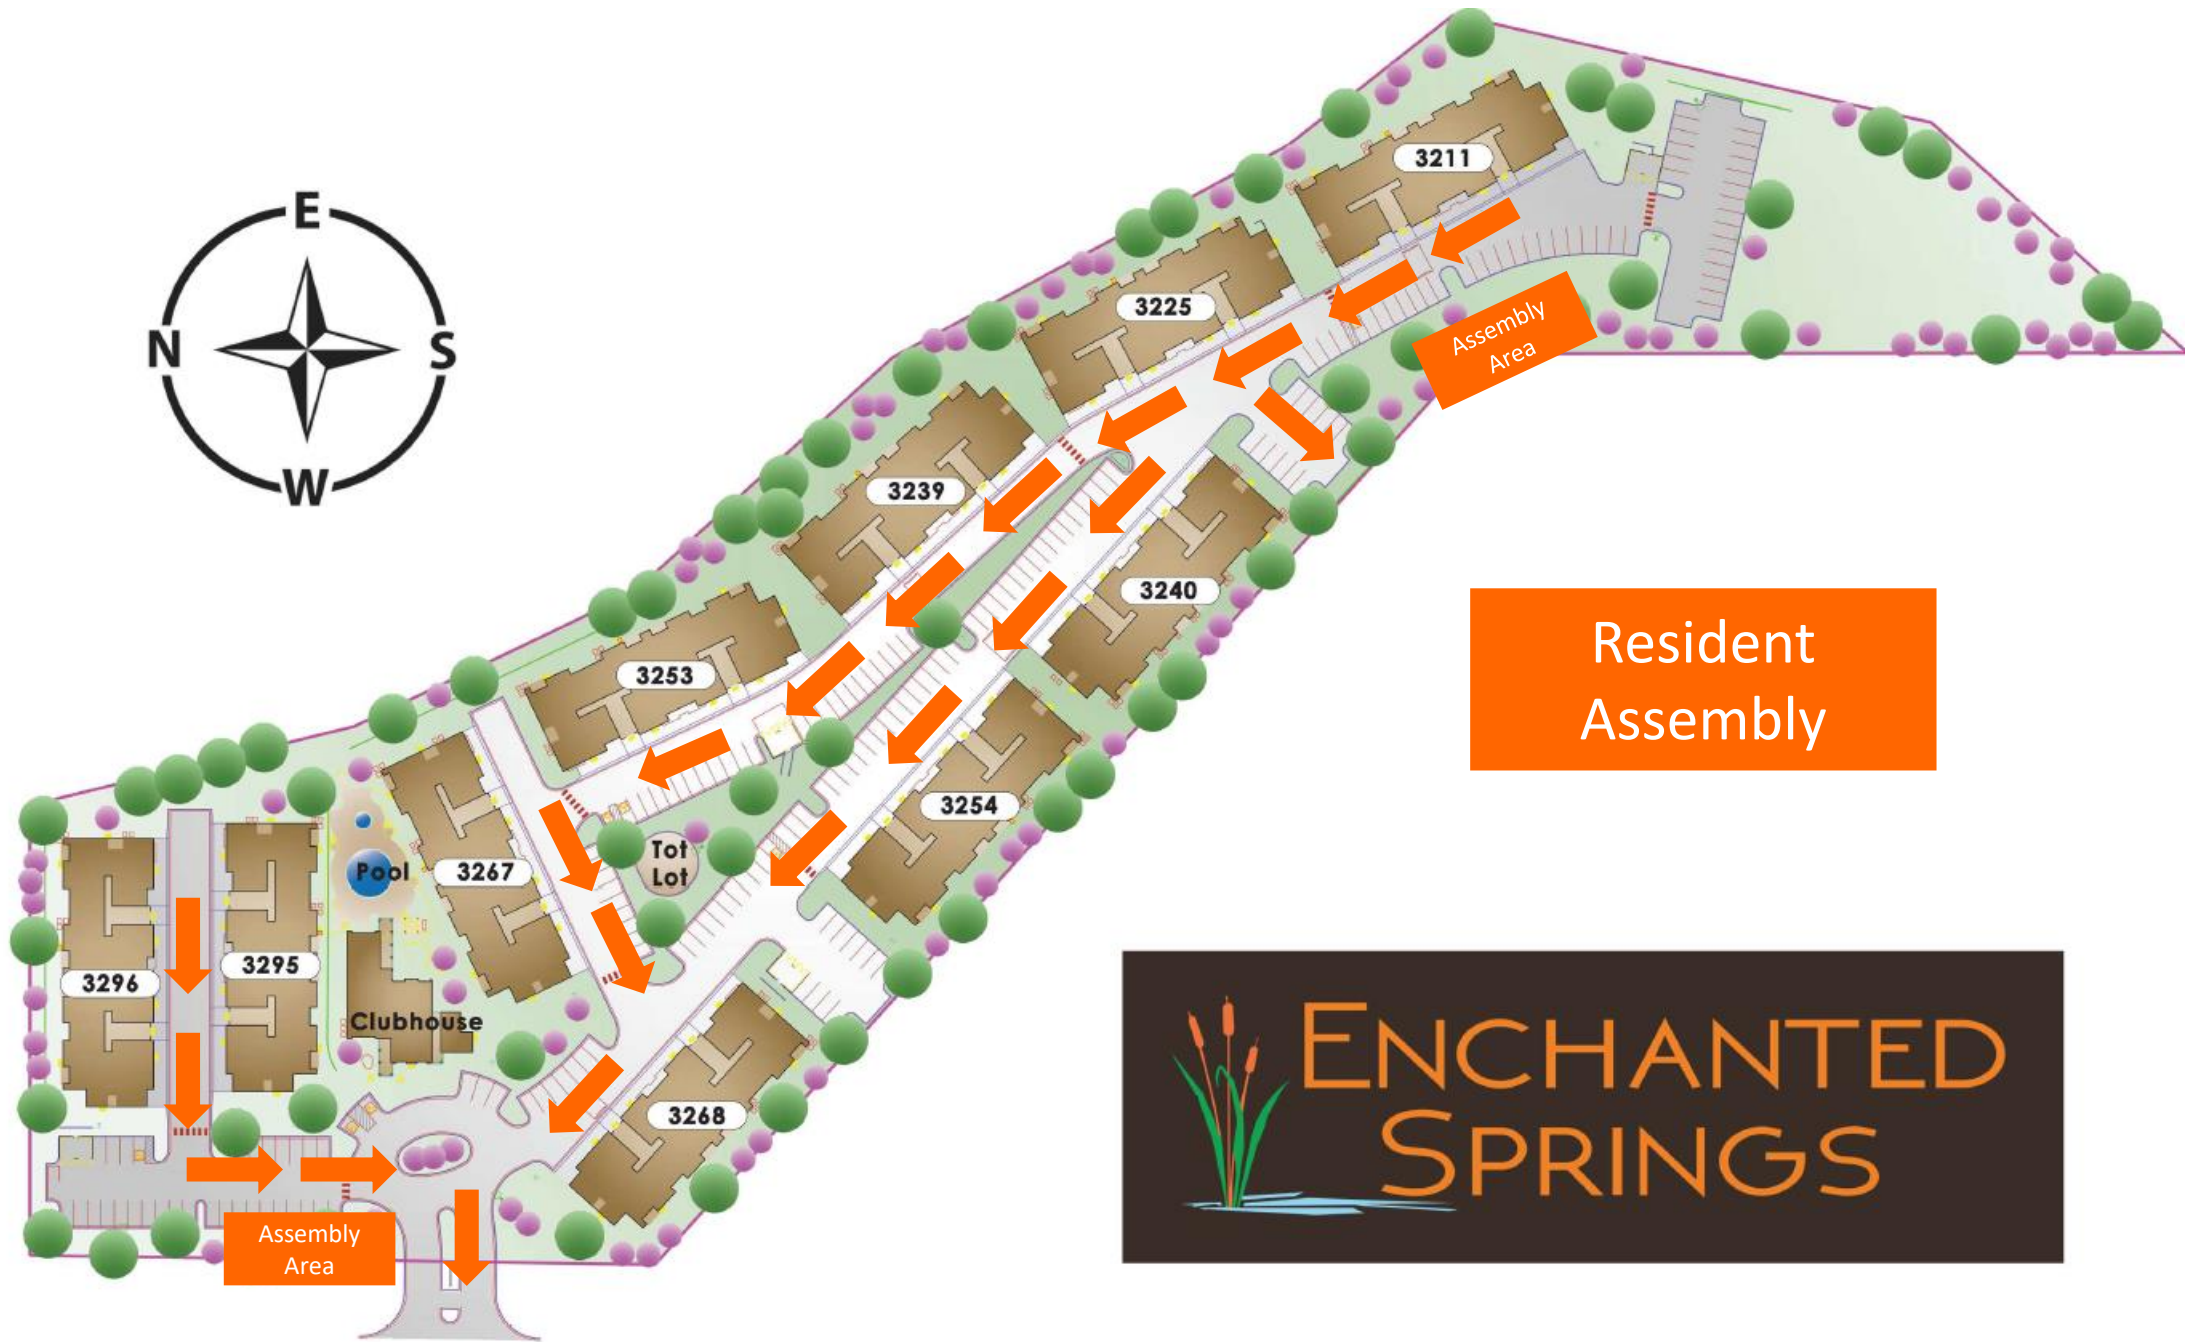 E
N
S
W
3211
3225
Assembly
Area
3239
3240
3253
Resident
Assembly
3254
Tot
Lot
Pool
3267
3296
3295
Clubhouse
3268
ENCHANTED
SPRINGS
Assembly
Area